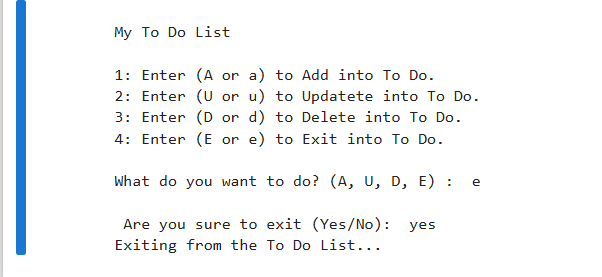 My To Do List
1: Enter (A or a) to Add into To Do.
2: Enter (U or u) to Updatete into To Do.
3: Enter (D or d) to Delete into To Do.
4: Enter (E or e) to Exit into To Do.
What do you want to do? (A, U, D, E) :  e
Are you sure to exit (Yes/No):  yes
Exiting from the To Do List...